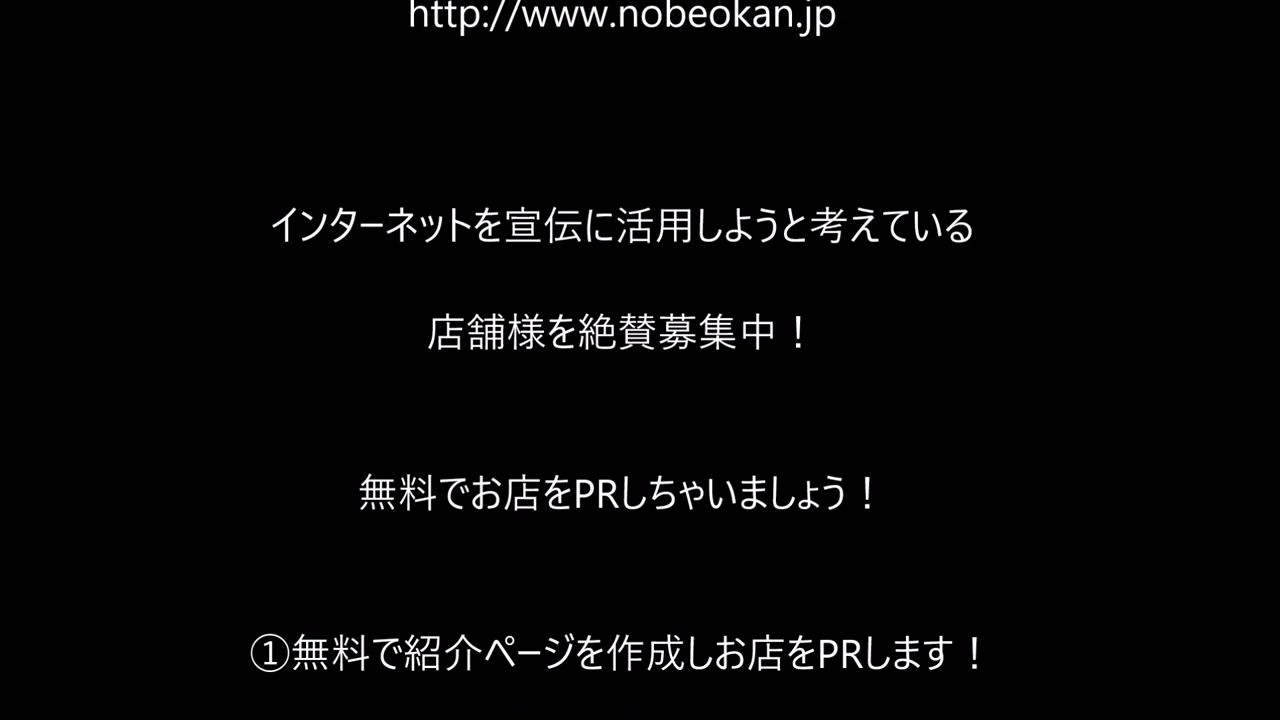 http://www.nobeokan.jp
インターネットを宣伝に活用しようと考えている
店舗様を絶賛募集中！
無料でお店をPRしちゃいましょう！
①無料で紹介ページを作成しお店をPRします！